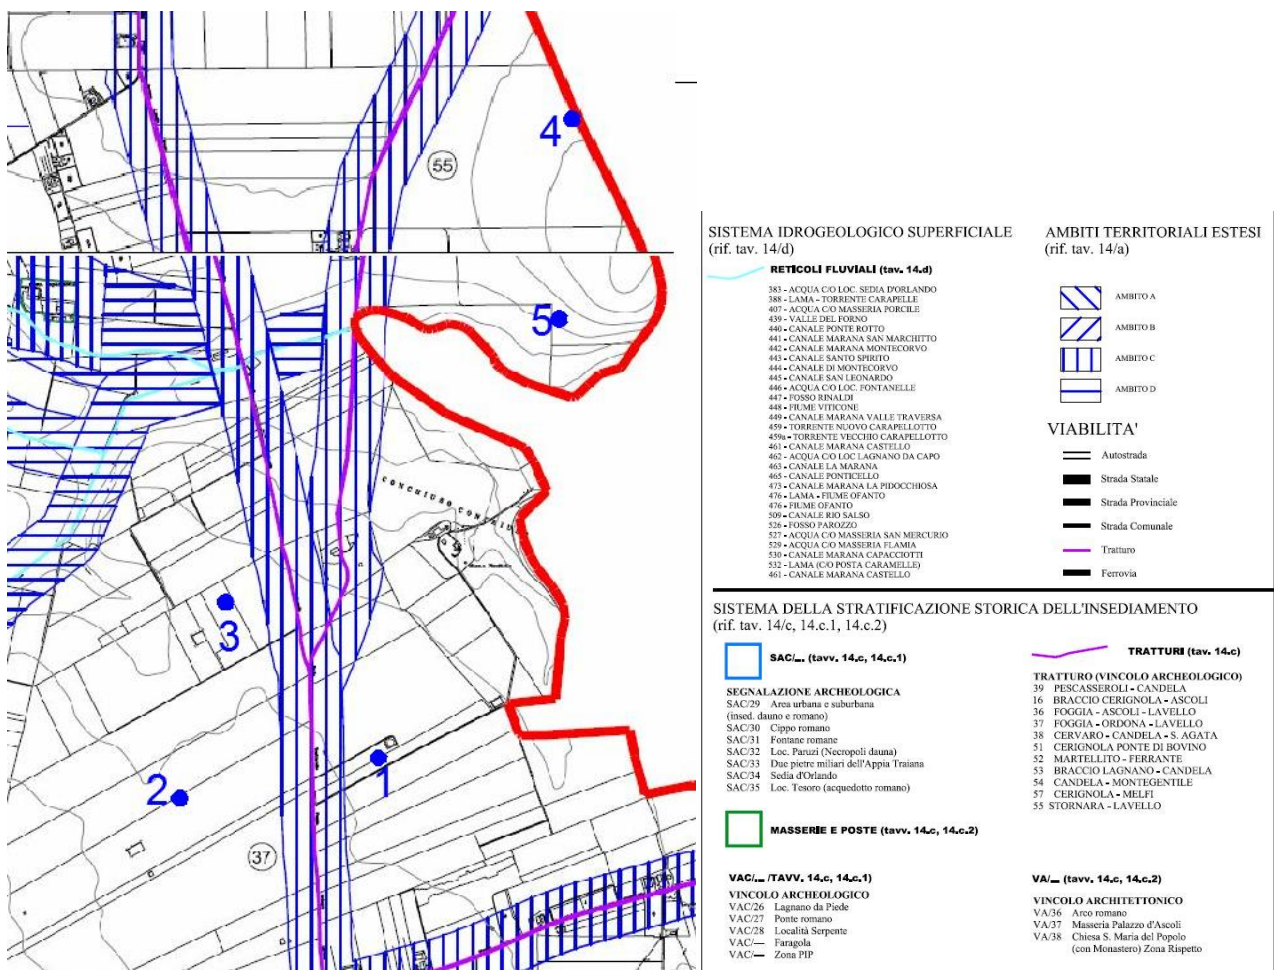 4
55
5
CONCHIUSO
3
1
2
37
SISTEMA IDROGEOLOGICO SUPERFICIALE
(rif. tav. 14/d)
RETICOLI FLUVIALI (tav. 14.d)
383 - ACQUA C/O LOC. SEDIA D'ORLANDO
388 - LAMA - TORRENTE CARAPELLE
407 - ACQUA C/O MASSERIA PORCILE
439 - VALLE DEL FORNO
440 - CANALE PONTE ROTTO
441 - CANALE MARANA SAN MARCHITTO
442 - CANALE MARANA MONTECORVO
443 - CANALE SANTO SPIRITO
444 - CANALE DI MONTECORVO
445 - CANALE SAN LEONARDO
446 - ACQUA C/O LOC. FONTANELLE
447 - FOSSO RINALDI
448 - FIUME VITICONE
449 - CANALE MARANA VALLE TRAVERSA
459 - TORRENTE NUOVO CARAPELLOTTO
459a - TORRENTE VECCHIO CARAPELLOTTO
461 - CANALE MARANA CASTELLO
462 - ACQUA C/O LOC LAGNANO DA CAPO
463 - CANALE LA MARANA
465 - CANALE PONTICELLO
473 - CANALE MARANA LA PIDOCCHIOSA
476 - LAMA - FIUME OFANTO
476 - FIUME OFANTO
509 - CANALE RIO SALSO
526 - FOSSO PAROZZO
527 - ACQUA C/O MASSERIA SAN MERCURIO
529 - ACQUA C/O MASSERIA FLAMIA
530 - CANALE MARANA CAPACCIOTTI
532 - LAMA (C/O POSTA CARAMELLE)
461 - CANALE MARANA CASTELLO
AMBITI TERRITORIALI ESTESI
(rif. tav. 14/a)
AMBITO A
AMBITO B
AMBITO C
AMBITO D
VIABILITA'
Autostrada
Strada Statale
Strada Provinciale
Strada Comunale
Tratturo
Ferrovia
SISTEMA DELLA STRATIFICAZIONE STORICA DELL'INSEDIAMENTO
(rif. tav. 14/c, 14.c.1, 14.c.2)
SAC/... (tavv. 14.c, 14.c.1)
SEGNALAZIONE ARCHEOLOGICA
SAC/29 Area urbana e suburbana
(insed. dauno e romano)
SAC/30 Cippo romano
SAC/31 Fontane romane
SAC/32 Loc. Paruzi (Necropoli dauna)
SAC/33 Due pietre miliari dell'Appia Traiana
SAC/34 Sedia d'Orlando
SAC/35 Loc. Tesoro (acquedotto romano)
MASSERIE E POSTE (tavv. 14.c, 14.c.2)
VAC/... /TAVV. 14.c, 14.c.1)
VINCOLO ARCHEOLOGICO
VAC/26 Lagnano da Piede
VAC/27 Ponte romano
VAC/28 Località Serpente
VAC/— Faragola
VAC/— Zona PIP
TRATTURI (tav. 14.c)
TRATTURO (VINCOLO ARCHEOLOGICO)
39 PESCASSEROLI - CANDELA
16 BRACCIO CERIGNOLA - ASCOLI
36 FOGGIA - ASCOLI - LAVELLO
37 FOGGIA - ORDONA - LAVELLO
38 CERVARO - CANDELA - S. AGATA
51 CERIGNOLA PONTE DI BOVINO
52 MARTELLITO - FERRANTE
53 BRACCIO LAGNANO - CANDELA
54 CANDELA - MONTEGENTILE
57 CERIGNOLA - MELFI
55 STORNARA - LAVELLO
VA/... (tavv. 14.c, 14.c.2)
VINCOLO ARCHITETTONICO
VA/36 Arco romano
VA/37 Masseria Palazzo d'Ascoli
VA/38 Chiesa S. Maria del Popolo
(con Monastero) Zona Rispetto